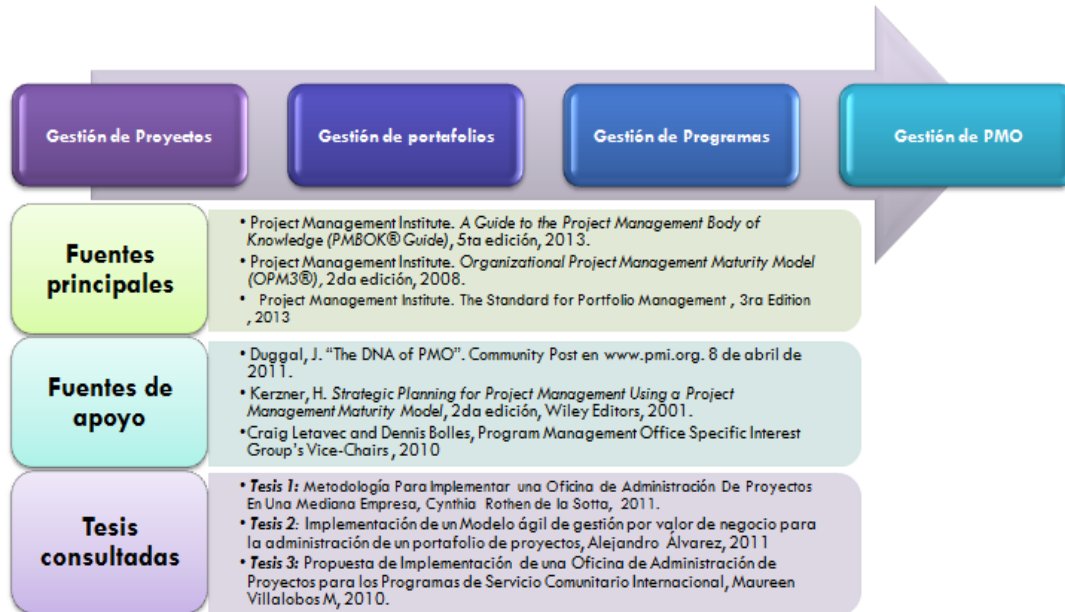 Gestión de Proyectos
Gestión de portafolios
Gestión de Programas
Gestión de PMO
Fuentes
principales
• Project Management Institute. A Guide to the Project Management Body of
Knowledge (PMBOK® Guide), 5ta edición, 2013.
• Project Management Institute. Organizational Project Management Maturity Model
(OPM3®), 2da edición, 2008.
• Project Management Institute. The Standard for Portfolio Management , 3ra Edition
, 2013
Fuentes de
apoyo
• Duggal, J. “The DNA of PMO”. Community Post en www.pmi.org. 8 de abril de
2011.
• Kerzner, H. Strategic Planning for Project Management Using a Project
Management Maturity Model, 2da edición, Wiley Editors, 2001.
•Craig Letavec and Dennis Bolles, Program Management Office Specific Interest
Group’s Vice-Chairs , 2010
Tesis
consultadas
• Tesis 1: Metodología Para Implementar una Oficina de Administración De Proyectos
En Una Mediana Empresa, Cynthia Rothen de la Sotta, 2011.
• Tesis 2: Implementación de un Modelo ágil de gestión por valor de negocio para
la administración de un portafolio de proyectos, Alejandro Álvarez, 2011
• Tesis 3: Propuesta de Implementación de una Oficina de Administración de
Proyectos para los Programas de Servicio Comunitario Internacional, Maureen
Villalobos M, 2010.